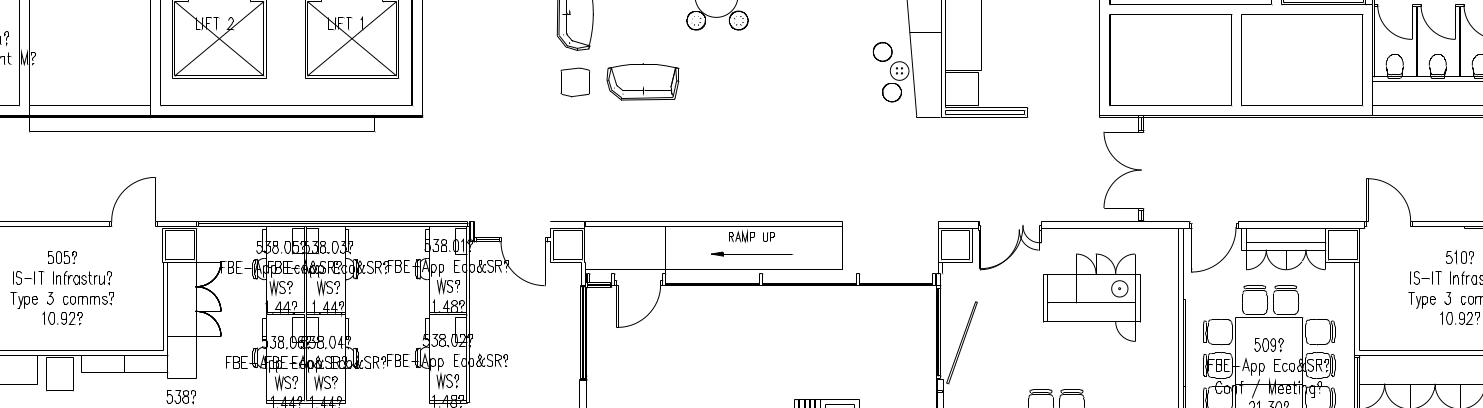 LIFT 2
LIFT 1
nt M?
RAMP UP
505?
IS-IT Infrastru?
Type 3 comms?
10.92?
538.05?
538.03?
538.01?
FBE-App Eco&SR?
FBE-App Eco&SR?
FBE-App Eco&SR?
WS?
WS?
WS?
1.44?
1.44?
1.48?
538.06?
538.04?
538.02?
FBE-App Eco&SR?
FBE-App Eco&SR?
FBE-App Eco&SR?
WS?
WS?
WS?
1.44?
1.44?
1.48?
538?
509?
FBE-App Eco&SR?
Conf / Meeting?
21.30?
510?
IS-IT Infras
Type 3 com
10.92?